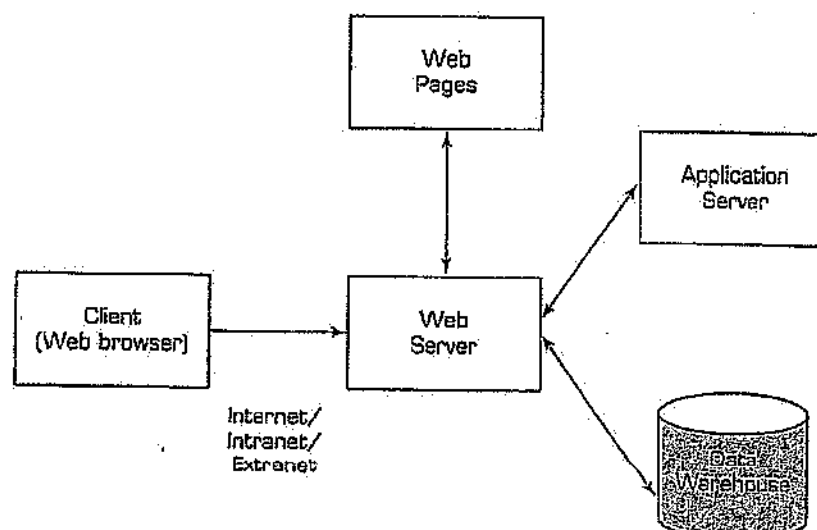 Web
Pages
Application
Server
Client
(Web browser)
Web
Server
Internet/
Intranet/
Extranet
Data
Warehouse